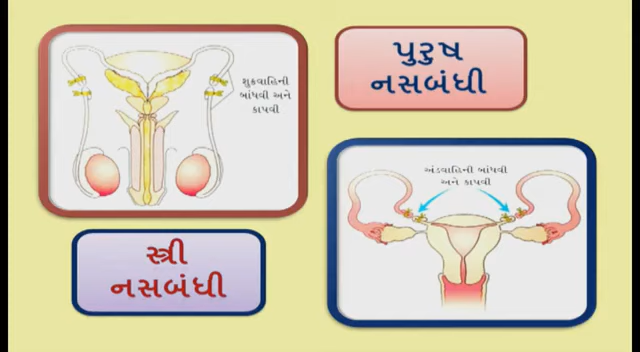 શુક્રવાહિની
બાંધવી અને
કાપવી
પુરુષ
નસબંધી
અંડવાહિની બાંધવી
અને કાપવી
સ્ત્રી
નસબંધી